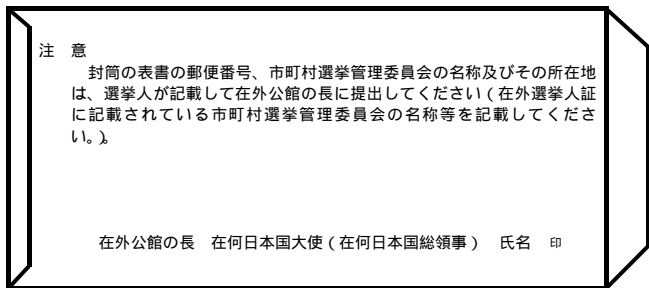 注　意
封筒の表書の郵便番号、市町村選挙管理委員会の名称及びその所在地
は、選挙人が記載して在外公館の長に提出してください（在外選挙人証
に記載されている市町村選挙管理委員会の名称等を記載してくださ
い。）。
在外公館の長　在何日本国大使（在何日本国総領事）　氏名　印